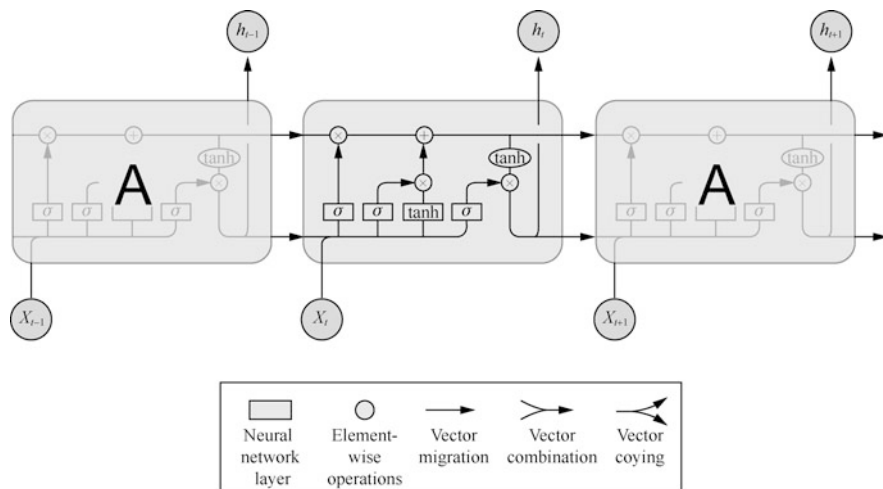 h_{t−1} h_t h_{t+1}
× + × + × +
tanh tanh tanh
A × × × A ×
σ σ σ σ σ tanh σ σ σ σ
X_{t−1} X_t X_{t+1}
Neural network layer
Element-wise operations
Vector migration
Vector combination
Vector coying